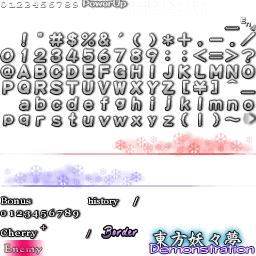 0123456789 PowerUp
End
!"#$%&'()*+,-./
0123456789:;<=>?
@ABCDEFGHIJKLMNO
PQRSTUVWXYZ[¥]^_
abcdefghijklmno
pqrstuvwxyz{|}~
Bonus history /
0123456789
Cherry + / Border 東方妖々夢
Enemy Demonstration